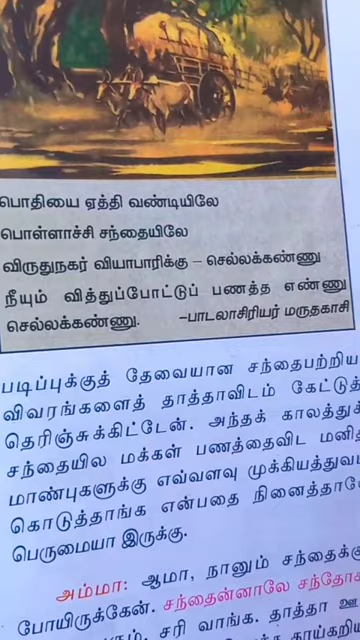 பொதியை ஏத்தி வண்டியிலே
பொள்ளாச்சி சந்தையிலே
விருதுநகர் வியாபாரிக்கு – செல்லக்கண்ணு
நீயும் வித்துப்போட்டுப் பணத்த எண்ணு
செல்லக்கண்ணு. –பாடலாசிரியர் மருதகாசி
படிப்புக்குத் தேவையான சந்தைபற்றிய
விவரங்களைத் தாத்தாவிடம் கேட்டுத்
தெரிஞ்சுக்கிட்டேன். அந்தக் காலத்துச்
சந்தையில மக்கள் பணத்தைவிட மனித
மாண்புகளுக்கு எவ்வளவு
கொடுத்தாங்க என்பதை
பெருமையா இருக்கு.
அம்மா: ஆமா, நானும் சந்தைக்கு
போயிருக்கேன். சந்தைன்னாலே
சரி வாங்க. தாத்தா